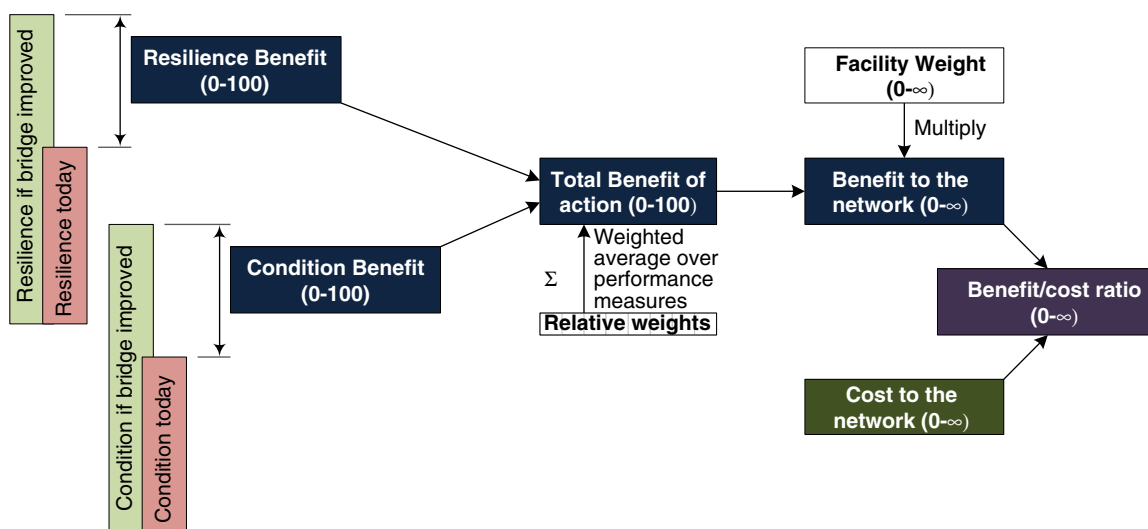 Resilience if bridge improved
Resilience today
Resilience Benefit
(0-100)
Condition if bridge improved
Condition today
Condition Benefit
(0-100)
Total Benefit of
action (0-100)
Σ
Weighted
average over
performance
measures
Relative weights
Facility Weight
(0-∞)
Multiply
Benefit to the
network (0-∞)
Benefit/cost ratio
(0-∞)
Cost to the
network (0-∞)